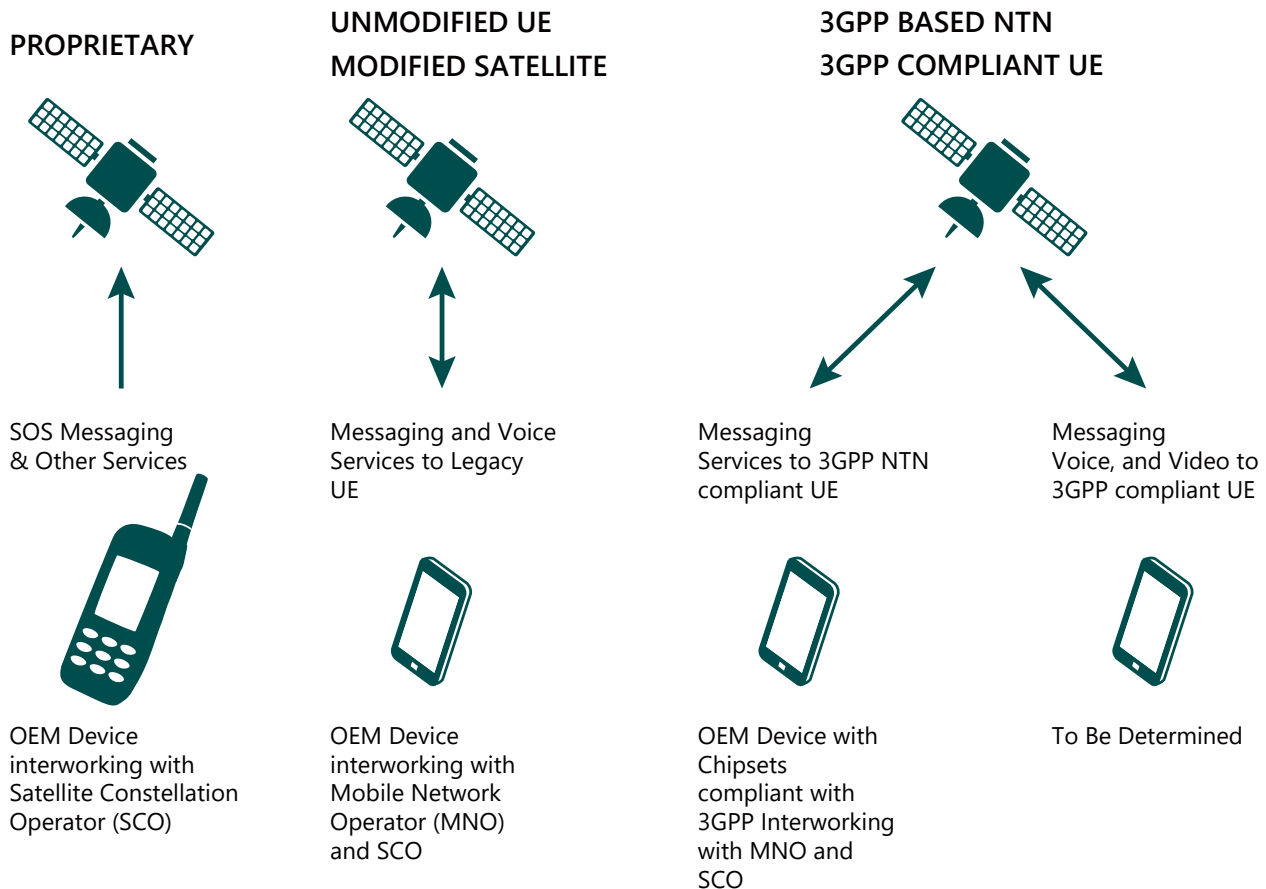 PROPRIETARY
UNMODIFIED UE
MODIFIED SATELLITE
3GPP BASED NTN
3GPP COMPLIANT UE
SOS Messaging
& Other Services
Messaging and Voice
Services to Legacy
UE
Messaging
Services to 3GPP NTN
compliant UE
Messaging
Voice, and Video to
3GPP compliant UE
OEM Device
interworking with
Satellite Constellation
Operator (SCO)
OEM Device
interworking with
Mobile Network
Operator (MNO)
and SCO
OEM Device with
Chipsets
compliant with
3GPP Interworking
with MNO and
SCO
To Be Determined